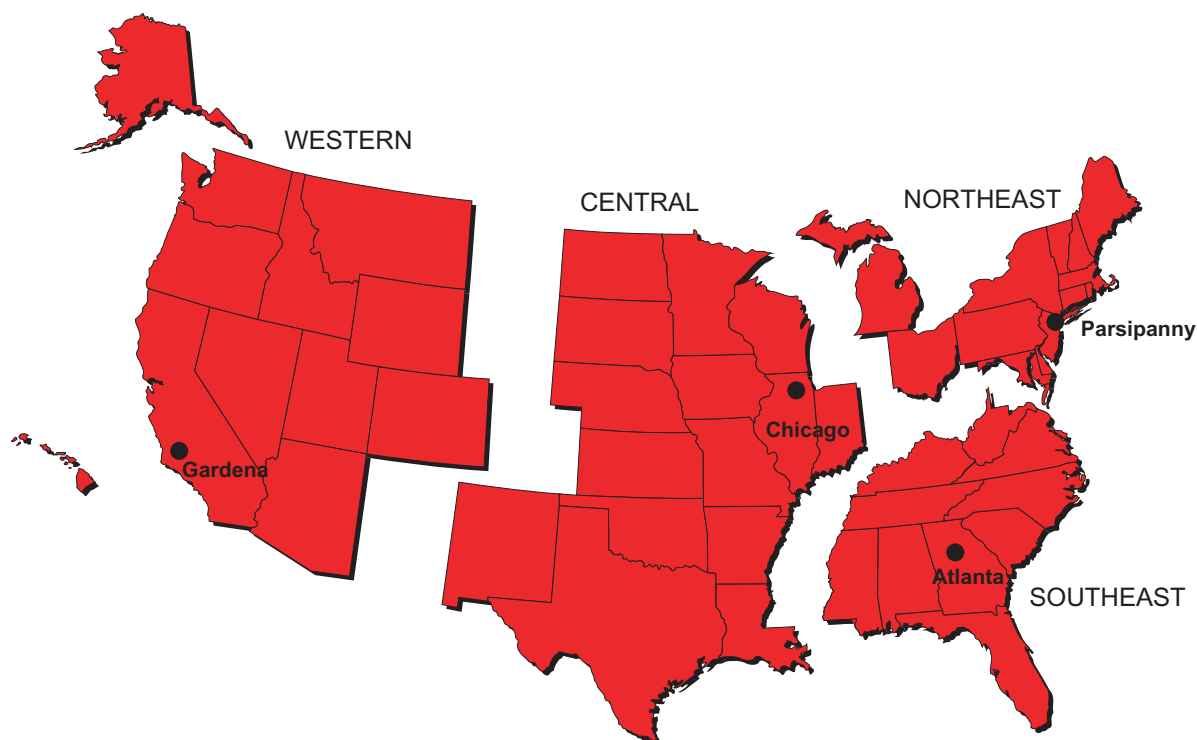 WESTERN
CENTRAL
NORTHEAST
Parsipanny
Chicago
Gardena
Atlanta
SOUTHEAST